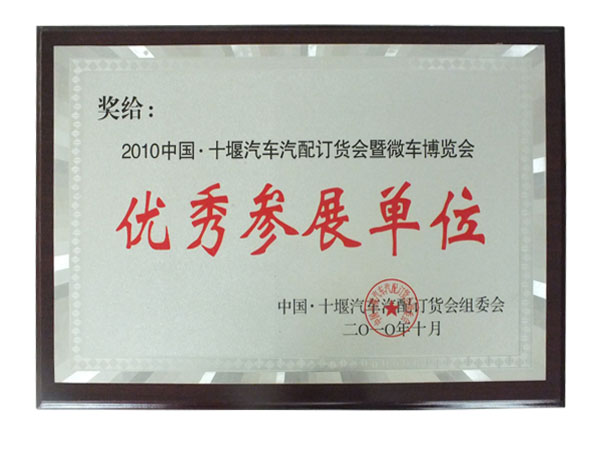 奖给：
2010中国·十堰汽车汽配订货会暨微车博览会
优秀参展单位
中国·十堰汽车汽配订货会组委会
二〇一〇年十月